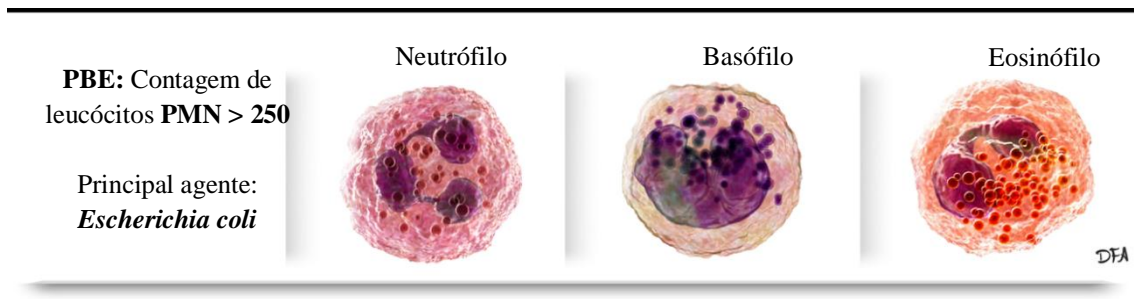 PBE: Contagem de
leucócitos PMN > 250
Principal agente:
Escherichia coli
Neutrófilo
Basófilo
Eosinófilo
DFA